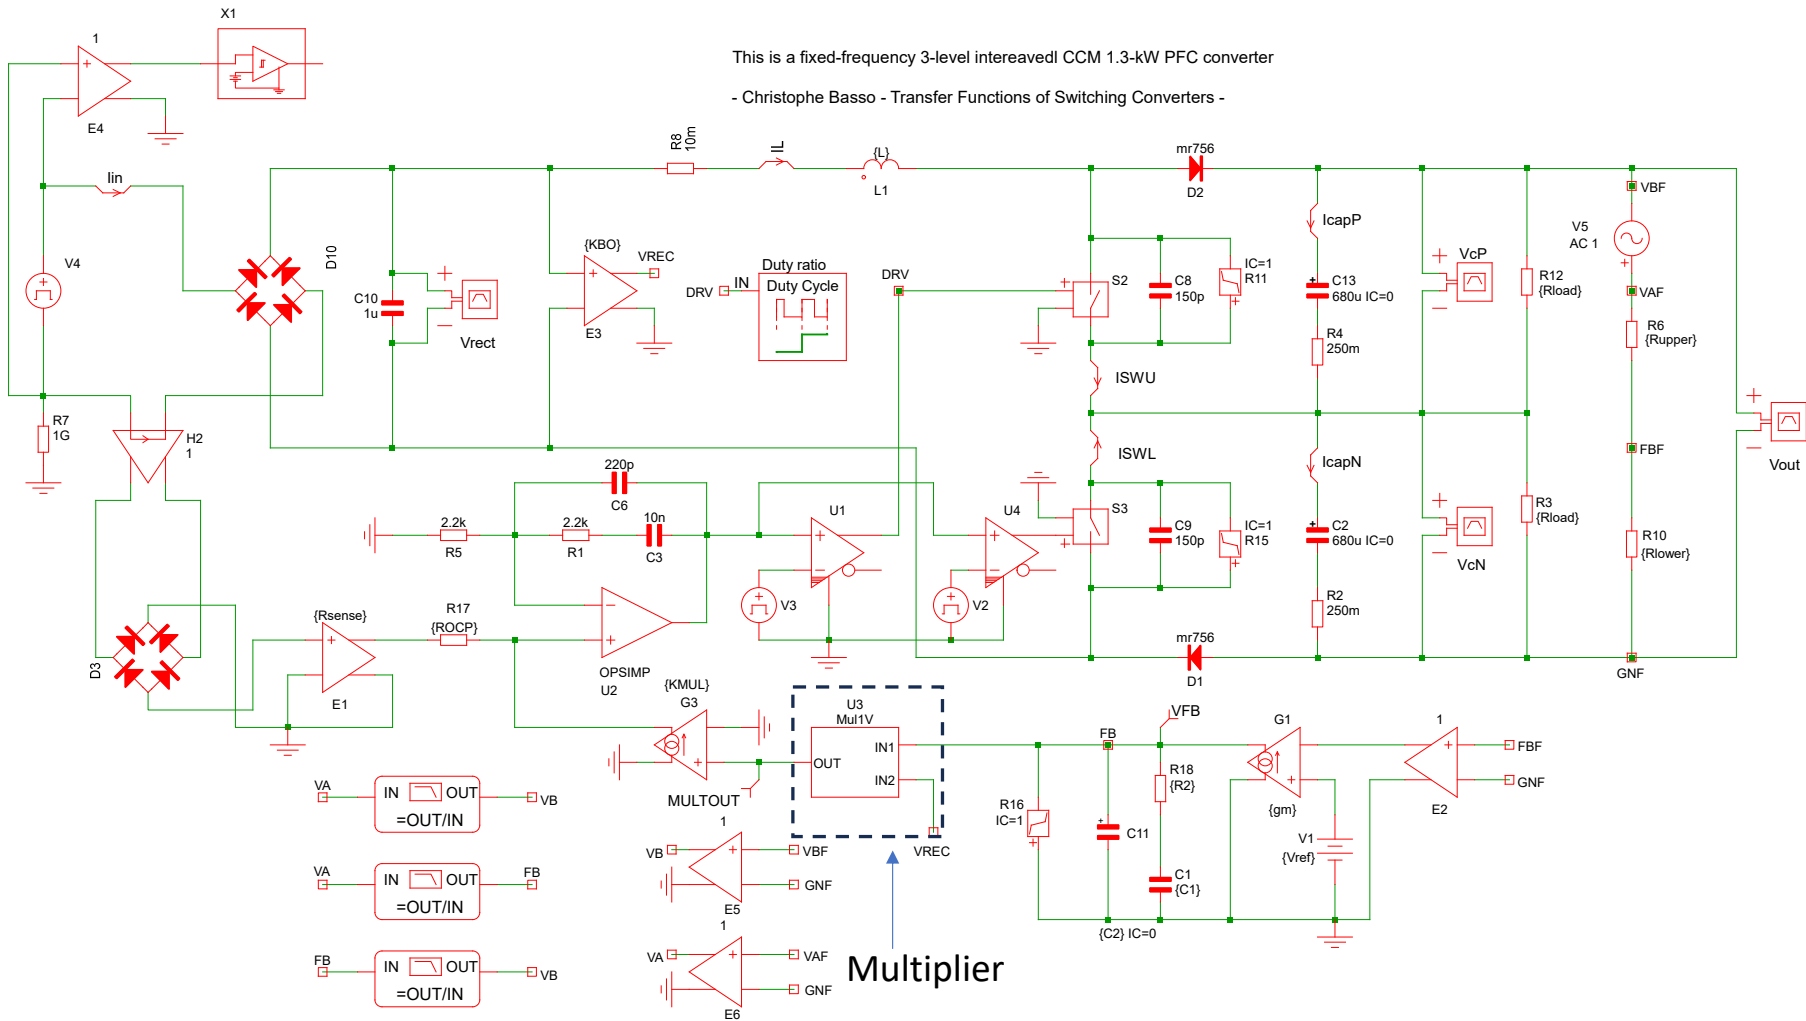 X1
1
E4
This is a fixed-frequency 3-level intereavedl CCM 1.3-kW PFC converter
- Christophe Basso - Transfer Functions of Switching Converters -
Iin
V4
D10
R7
1G
H2
1
C10
1u
Vrect
{KBO}
VREC
E3
R8
10m
IL
{L}
L1
Duty ratio
Duty Cycle
DRV
IN
DRV
mr756
D2
S2
C8
150p
IC=1
R11
ISWU
ISWL
IcapP
C13
680u IC=0
R4
250m
VcP
R12
{Rload}
V5
AC 1
VBF
VAF
R6
{Rupper}
FBF
Vout
S3
C9
150p
IC=1
R15
IcapN
C2
680u IC=0
R2
250m
VcN
R3
{Rload}
R10
{Rlower}
GNF
mr756
D1
220p
C6
2.2k
R5
2.2k
R1
10n
C3
U1
V3
U4
V2
D3
{Rsense}
E1
R17
{ROCP}
OPSIMP
U2
{KMUL}
G3
MULTOUT
U3
Mul1V
IN1
IN2
OUT
VREC
Multiplier
R16
IC=1
FB
C11
{C2} IC=0
VFB
R18
{R2}
C1
{C1}
G1
{gm}
V1
{Vref}
1
E2
FBF
GNF
VA
IN
OUT
=OUT/IN
VB
VA
IN
OUT
=OUT/IN
FB
FB
IN
OUT
=OUT/IN
VB
1
VB
VBF
GNF
E5
1
VA
VAF
GNF
E6